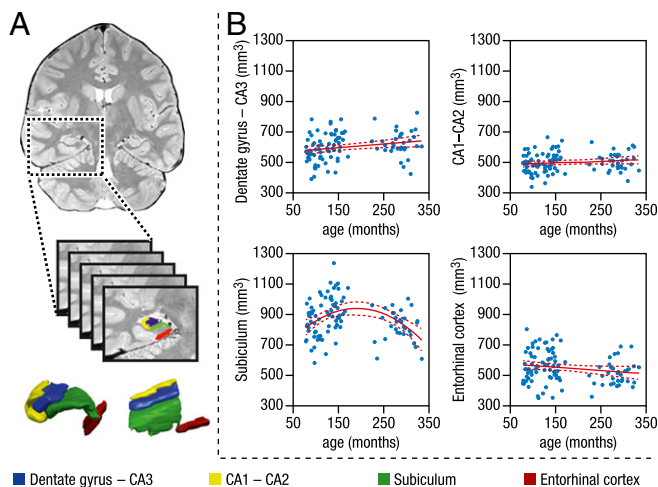 A
B
Dentate gyrus – CA3 (mm3)
1300
1100
900
700
500
300
50
150
250
350
age (months)
CA1–CA2 (mm3)
1300
1100
900
700
500
300
50
150
250
350
age (months)
Subiculum (mm3)
1300
1100
900
700
500
300
50
150
250
350
age (months)
Entorhinal cortex (mm3)
1300
1100
900
700
500
300
50
150
250
350
age (months)
Dentate gyrus – CA3
CA1 – CA2
Subiculum
Entorhinal cortex